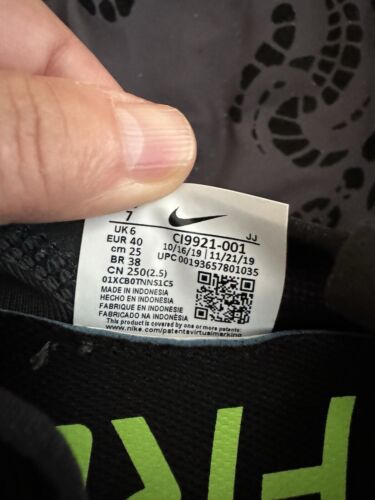 7
UK 6
EUR 40
cm 25
BR 38
CN 250(2.5)
01XCB0TNNS1C5
MADE IN INDONESIA
HECHO EN INDONESIA
FABRIQUE EN INDONESIE
FABRICADO NA INDONÉSIA
This product is covered by one or more patents:
www.nike.com/patentsvirtualmarking
JJ
CI9921-001
10/16/19 | 11/21/19
UPC 00193657801035
FR